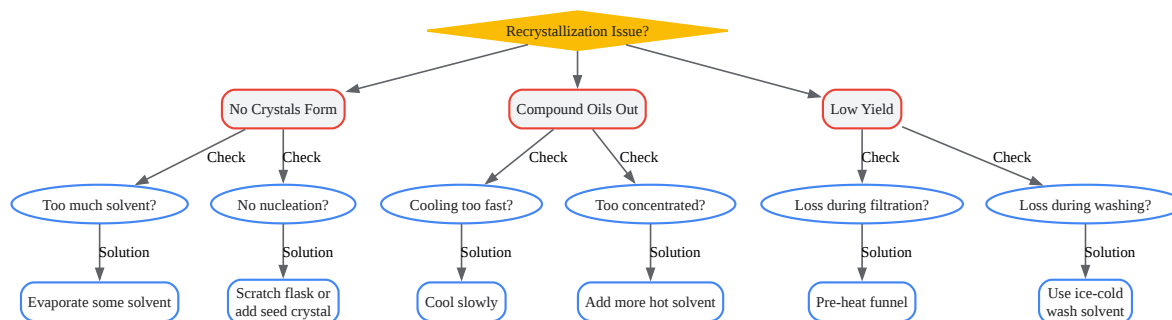 Recrystallization Issue?
No Crystals Form
Compound Oils Out
Low Yield
Check
Check
Check
Check
Check
Check
Too much solvent?
No nucleation?
Cooling too fast?
Too concentrated?
Loss during filtration?
Loss during washing?
Solution
Solution
Solution
Solution
Solution
Solution
Evaporate some solvent
Scratch flask or
add seed crystal
Cool slowly
Add more hot solvent
Pre-heat funnel
Use ice-cold
wash solvent